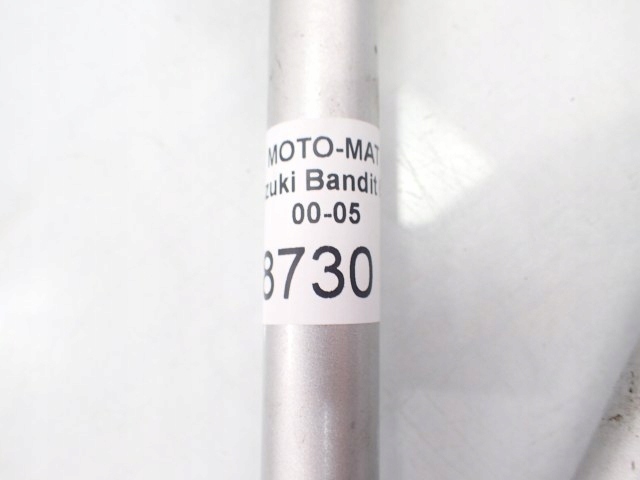 MOTO-MAT
zuki Bandit
00-05
8730